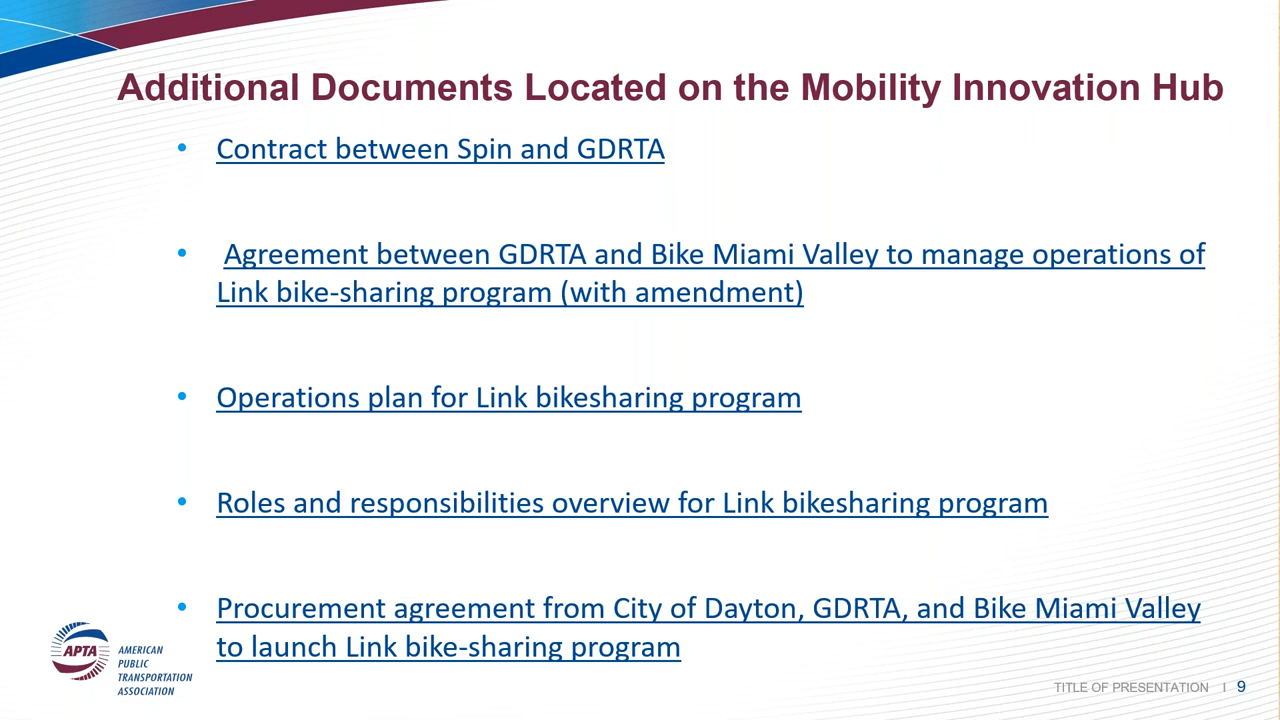 Additional Documents Located on the Mobility Innovation Hub
• Contract between Spin and GDRTA
• Agreement between GDRTA and Bike Miami Valley to manage operations of
Link bike-sharing program (with amendment)
• Operations plan for Link bikesharing program
• Roles and responsibilities overview for Link bikesharing program
• Procurement agreement from City of Dayton, GDRTA, and Bike Miami Valley
to launch Link bike-sharing program
APTA
AMERICAN
PUBLIC
TRANSPORTATION
ASSOCIATION
TITLE OF PRESENTATION I 9